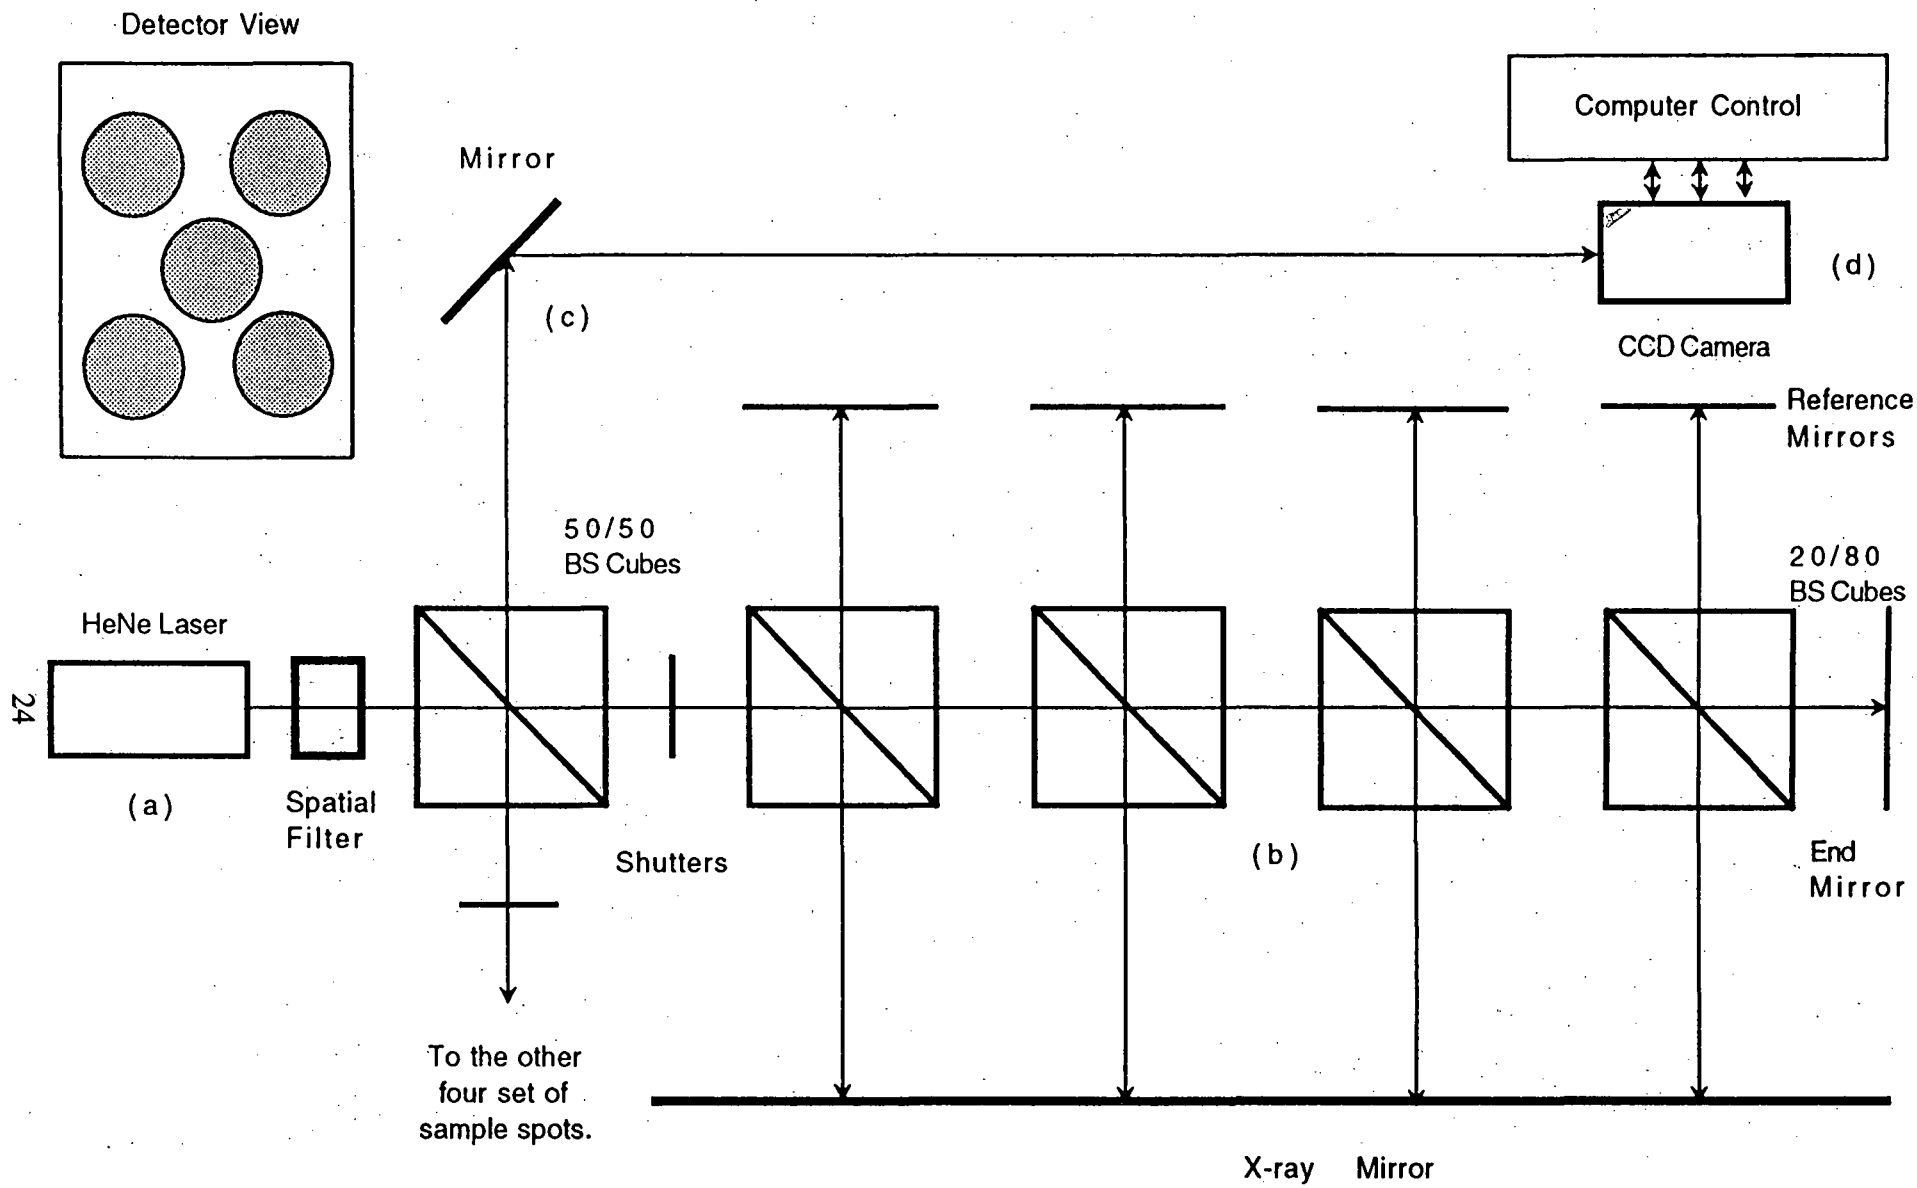 Detector View
Computer Control
Mirror
(c)
(d)
CCD Camera
Reference
Mirrors
50/50
BS Cubes
20/80
BS Cubes
HeNe Laser
(a)
Spatial
Filter
Shutters
(b)
End
Mirror
To the other
four set of
sample spots.
X-ray Mirror
24